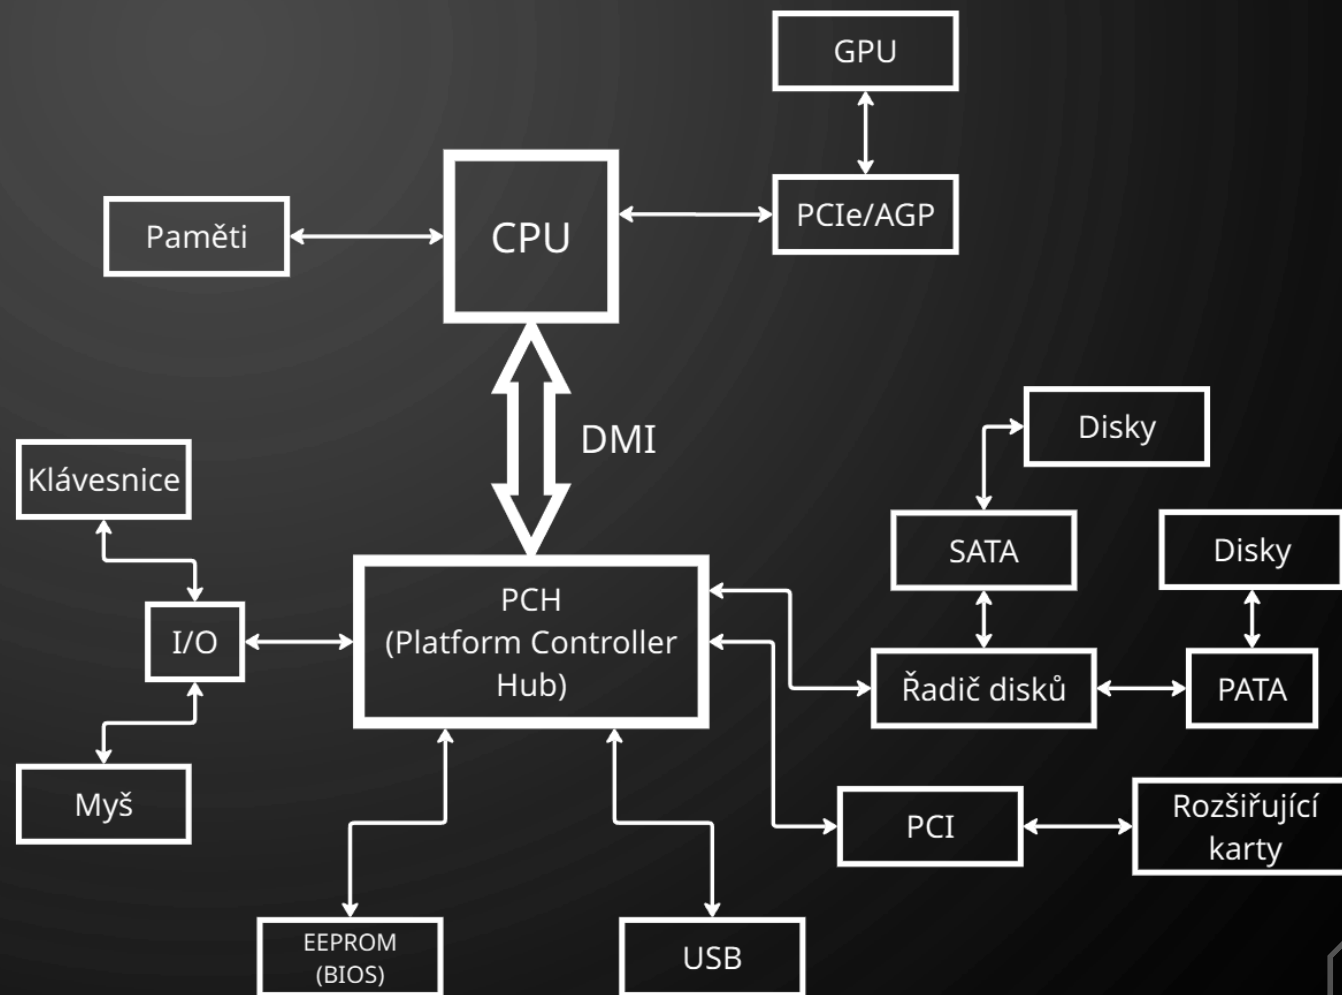 GPU
PCIe/AGP
Paměti
CPU
DMI
Disky
Klávesnice
SATA
Disky
PCH
(Platform Controller
Hub)
I/O
Řadič disků
PATA
Myš
PCI
Rozšiřující
karty
EEPROM
(BIOS)
USB